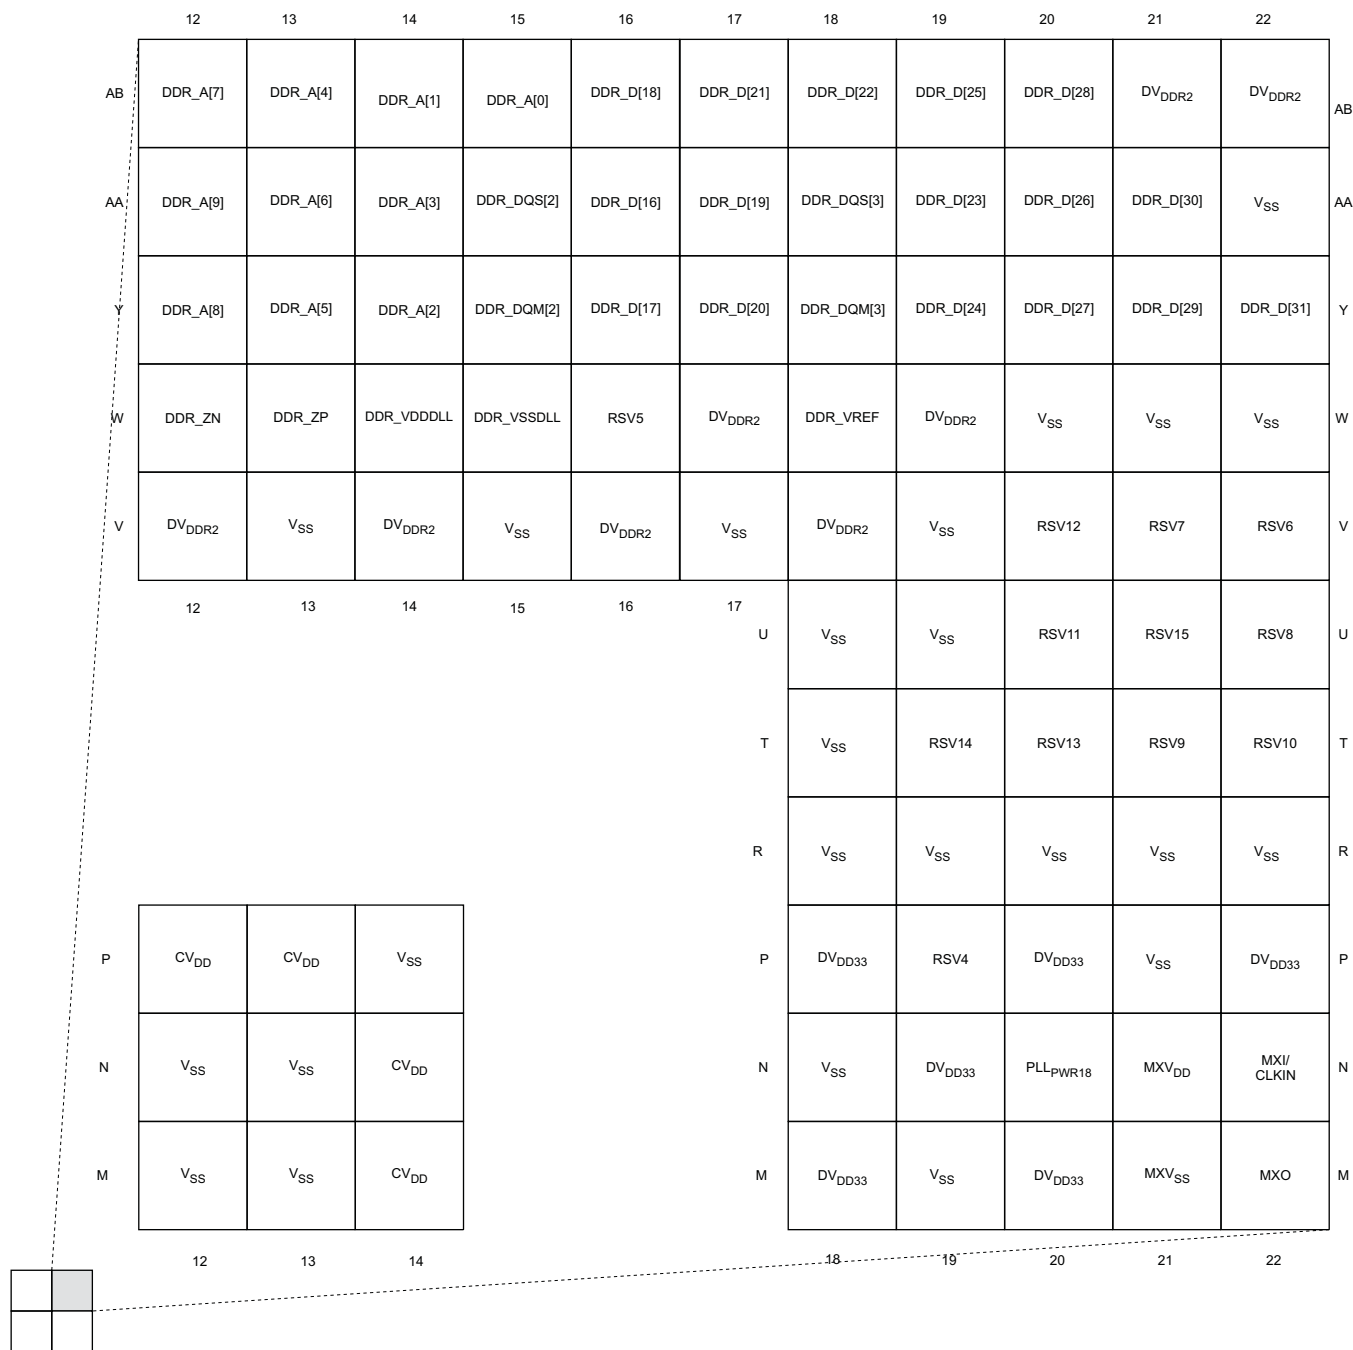 12 13 14 15 16 17 18 19 20 21 22
AB DDR_A[7] DDR_A[4] DDR_A[1] DDR_A[0] DDR_D[18] DDR_D[21] DDR_D[22] DDR_D[25] DDR_D[28] DVDDR2 DVDDR2 AB
AA DDR_A[9] DDR_A[6] DDR_A[3] DDR_DQS[2] DDR_D[16] DDR_D[19] DDR_DQS[3] DDR_D[23] DDR_D[26] DDR_D[30] VSS AA
Y DDR_A[8] DDR_A[5] DDR_A[2] DDR_DQM[2] DDR_D[17] DDR_D[20] DDR_DQM[3] DDR_D[24] DDR_D[27] DDR_D[29] DDR_D[31] Y
W DDR_ZN DDR_ZP DDR_VDDDLL DDR_VSSDLL RSV5 DVDDR2 DDR_VREF DVDDR2 VSS VSS VSS W
V DVDDR2 VSS DVDDR2 VSS DVDDR2 VSS DVDDR2 VSS RSV12 RSV7 RSV6 V
12 13 14 15 16 17
U VSS VSS RSV11 RSV15 RSV8 U
T VSS RSV14 RSV13 RSV9 RSV10 T
R VSS VSS VSS VSS VSS R
P CVDD CVDD VSS P DVDD33 RSV4 DVDD33 VSS DVDD33 P
N VSS VSS CVDD N VSS DVDD33 PLLPWR18 MXVDD MXI/ CLKIN N
M VSS VSS CVDD M DVDD33 VSS DVDD33 MXVSS MXO M
12 13 14 18 19 20 21 22